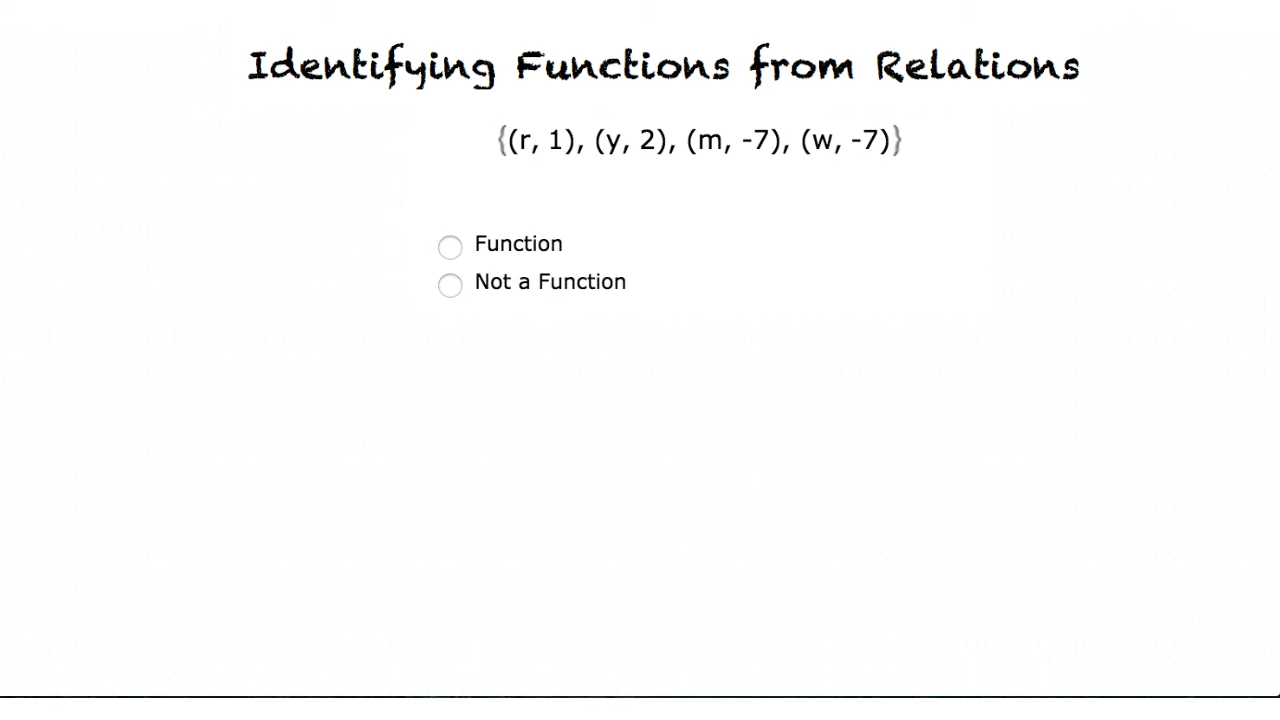 Identifying Functions from Relations
{(r, 1), (y, 2), (m, -7), (w, -7)}
Function
Not a Function